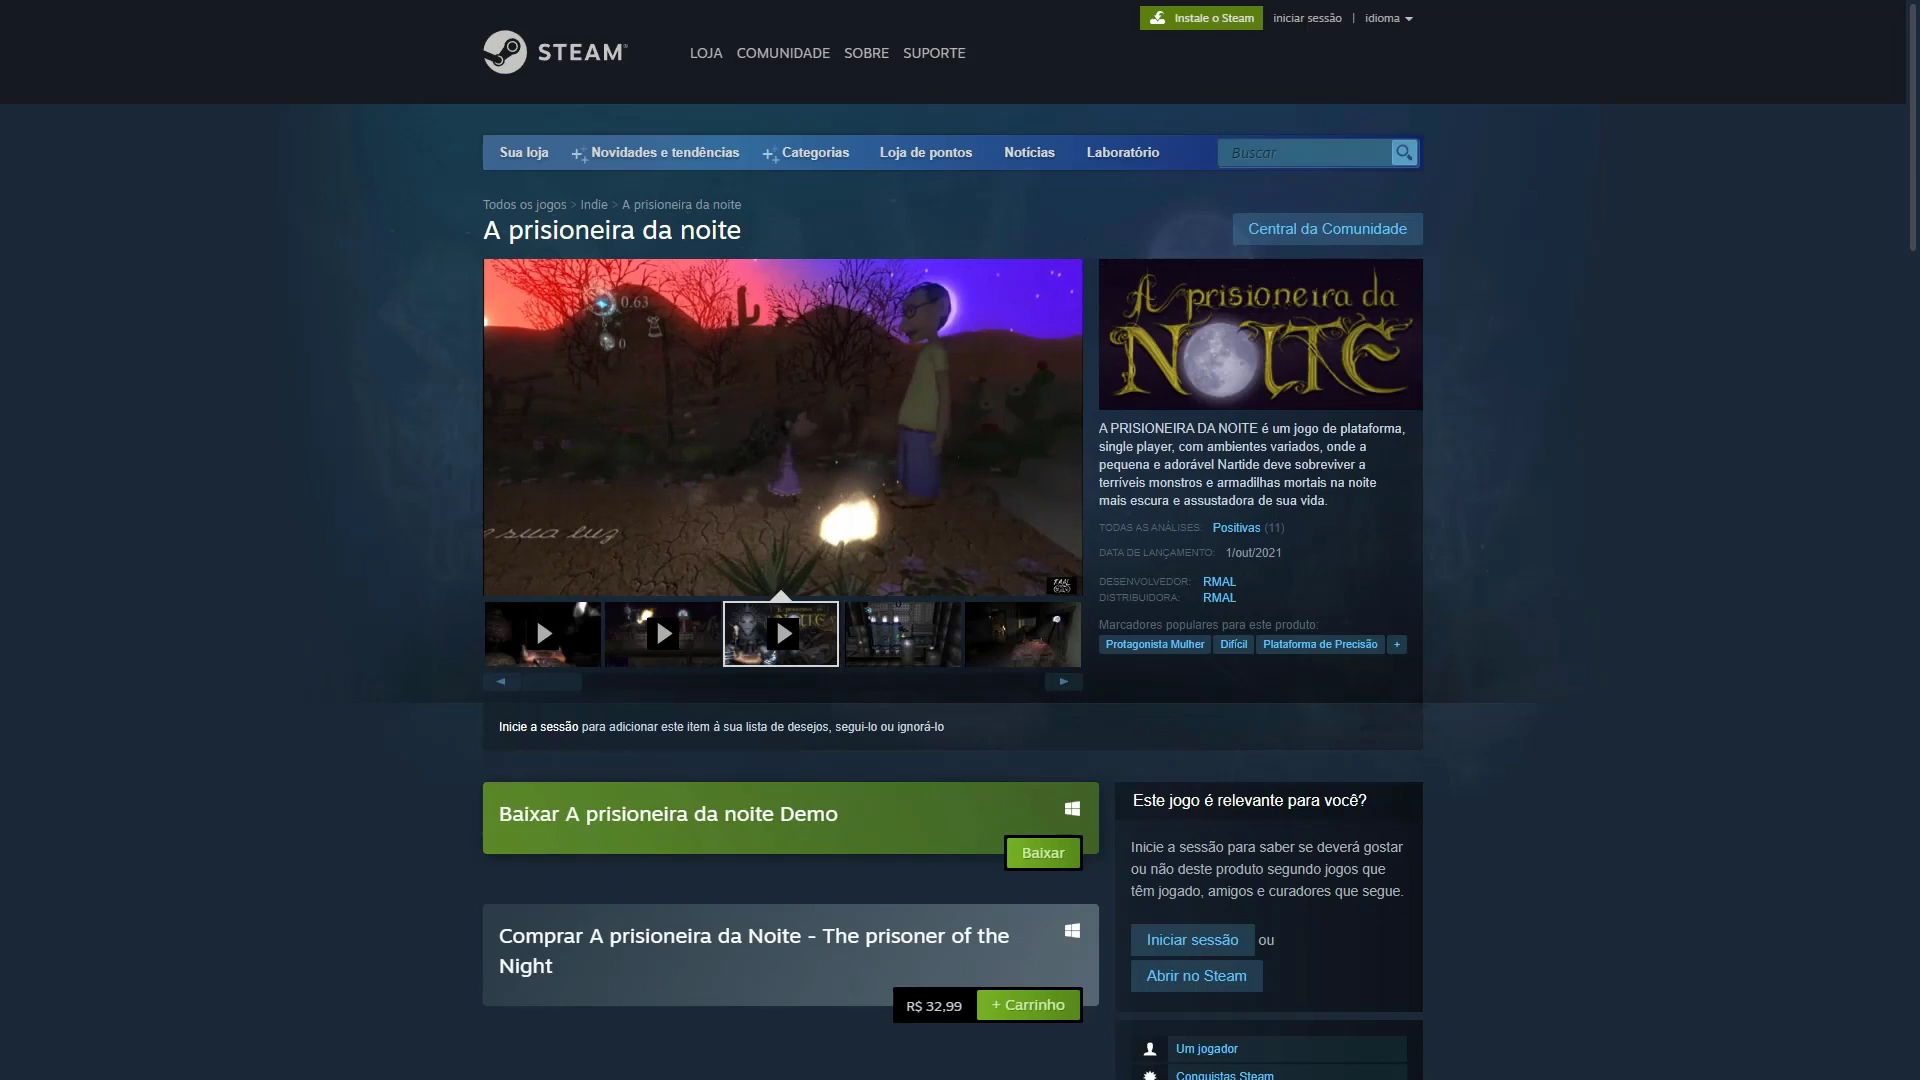 Instale o Steam
iniciar sessão | idioma
STEAM
LOJA COMUNIDADE SOBRE SUPORTE
Sua loja Novidades e tendências Categorias Loja de pontos Notícias Laboratório Buscar
Todos os jogos > Indie > A prisioneira da noite
A prisioneira da noite
Central da Comunidade
0.63
0
sua luz
A prisioneira da
NOITE
A PRISIONEIRA DA NOITE é um jogo de plataforma,
single player, com ambientes variados, onde a
pequena e adorável Nartide deve sobreviver a
terríveis monstros e armadilhas mortais na noite
mais escura e assustadora de sua vida.
TODAS AS ANÁLISES: Positivas (11)
DATA DE LANÇAMENTO: 1/out/2021
DESENVOLVEDOR: RMAL
DISTRIBUIDORA: RMAL
Marcadores populares para este produto:
Protagonista Mulher Difícil Plataforma de Precisão +
Inicie a sessão para adicionar este item à sua lista de desejos, segui-lo ou ignorá-lo
Baixar A prisioneira da noite Demo
Baixar
Comprar A prisioneira da Noite - The prisoner of the
Night
R$ 32,99 + Carrinho
Este jogo é relevante para você?
Inicie a sessão para saber se deverá gostar
ou não deste produto segundo jogos que
têm jogado, amigos e curadores que segue.
Iniciar sessão ou
Abrir no Steam
Um jogador
Conquistas Steam